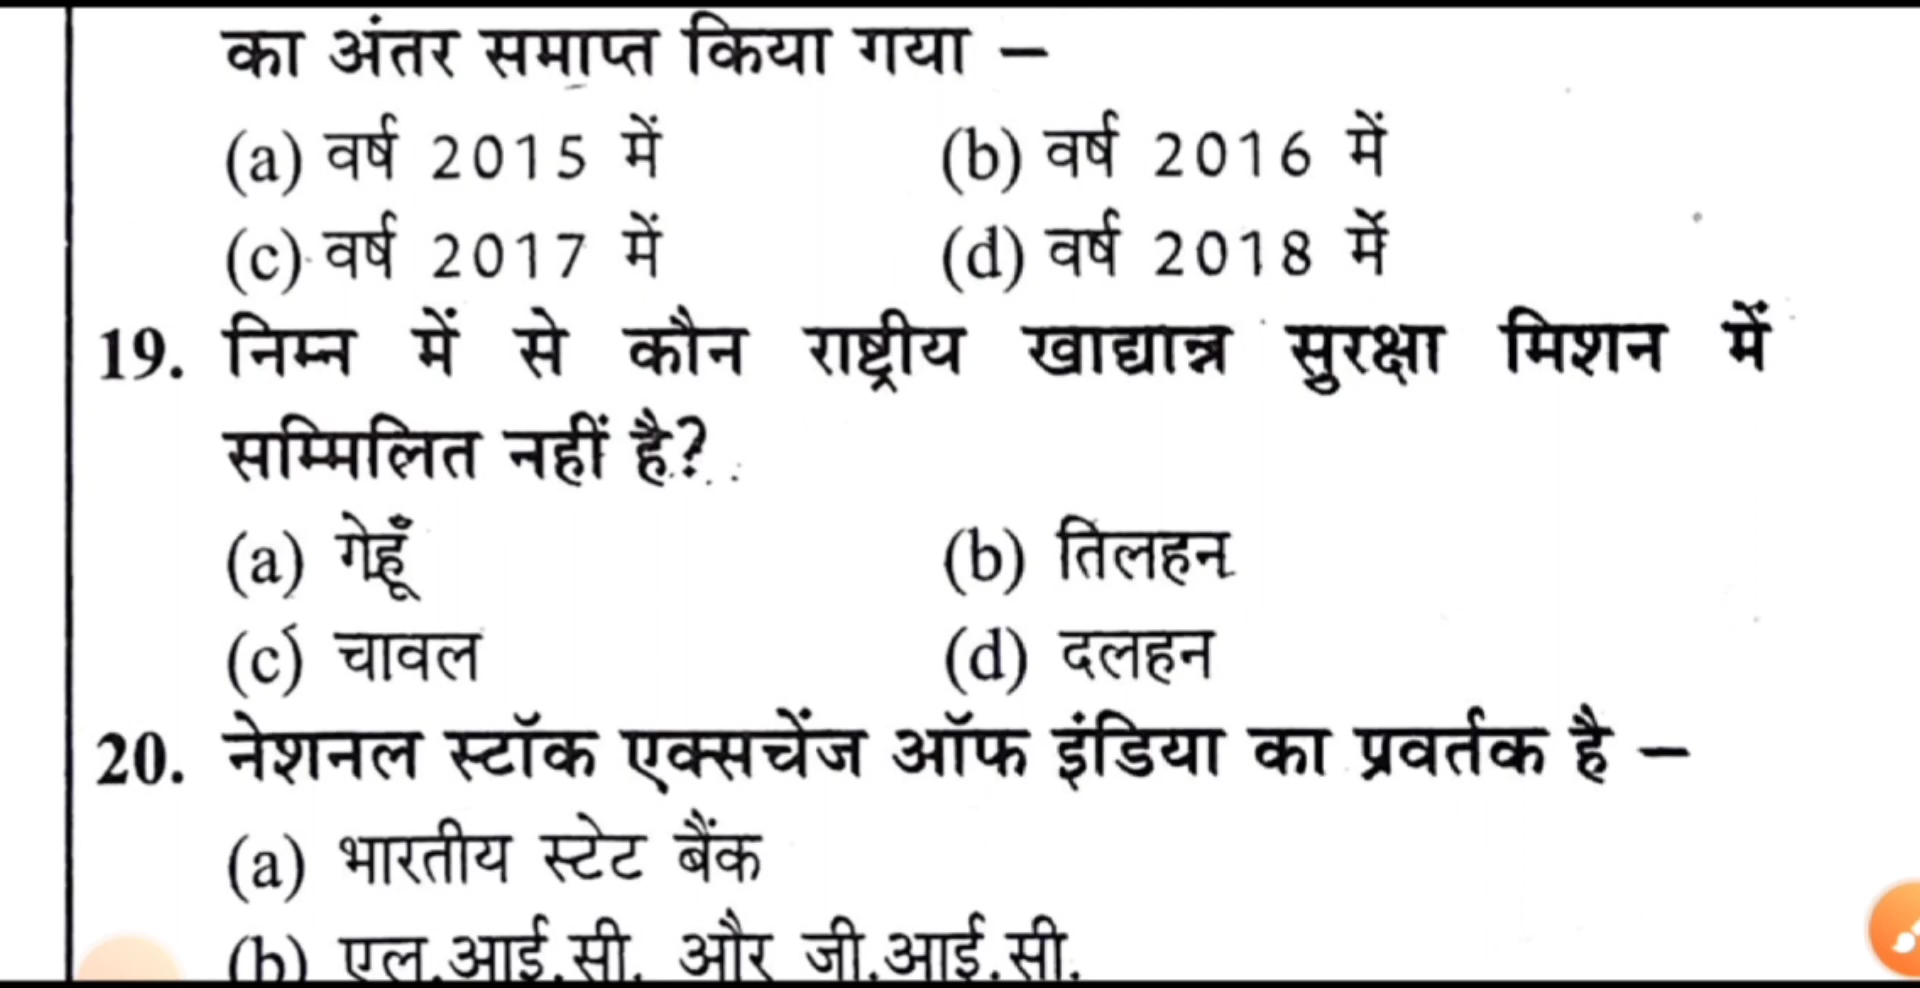 का अंतर समाप्त किया गया –
(a) वर्ष 2015 में (b) वर्ष 2016 में
(c) वर्ष 2017 में (d) वर्ष 2018 में
19. निम्न में से कौन राष्ट्रीय खाद्यान्न सुरक्षा मिशन में
सम्मिलित नहीं है?
(a) गेहूँ (b) तिलहन
(c) चावल (d) दलहन
20. नेशनल स्टॉक एक्सचेंज ऑफ इंडिया का प्रवर्तक है –
(a) भारतीय स्टेट बैंक
(b) एल.आई.सी. और जी.आई.सी.